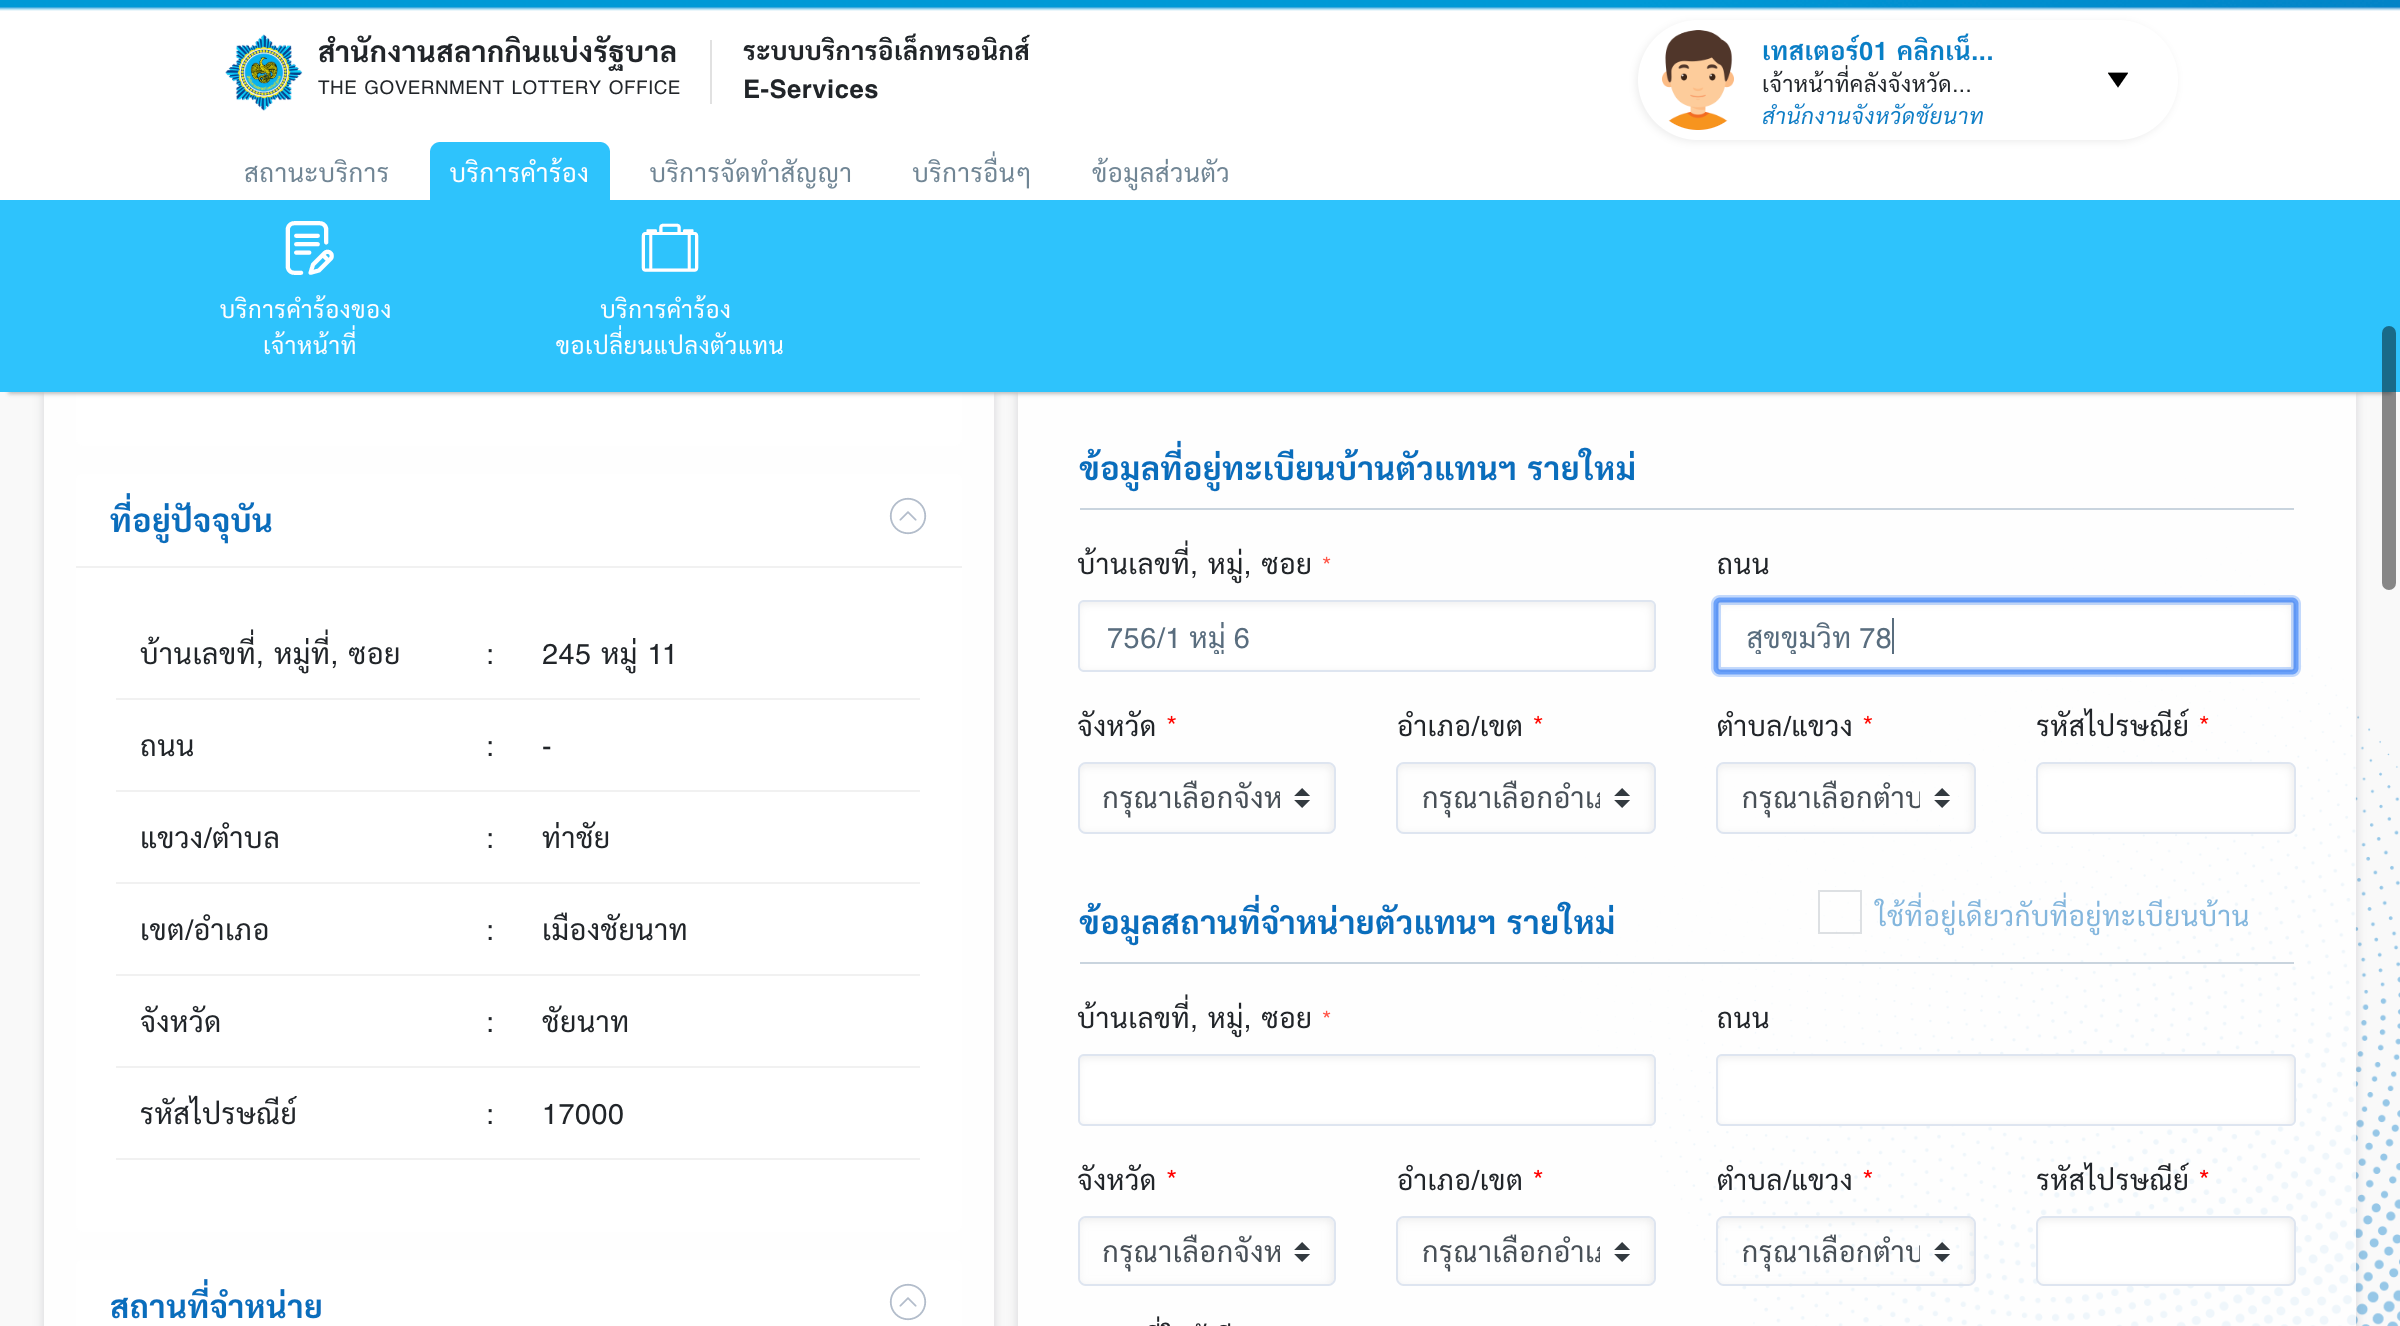 สำนักงานสลากกินแบ่งรัฐบาล
THE GOVERNMENT LOTTERY OFFICE
ระบบบริการอิเล็กทรอนิกส์
E-Services
เทสเตอร์01 คลิกเน็...
เจ้าหน้าที่คลังจังหวัด...
สำนักงานจังหวัดชัยนาท
สถานะบริการ
บริการคำร้อง
บริการจัดทำสัญญา
บริการอื่นๆ
ข้อมูลส่วนตัว
บริการคำร้องของ
เจ้าหน้าที่
บริการคำร้อง
ขอเปลี่ยนแปลงตัวแทน
ที่อยู่ปัจจุบัน
บ้านเลขที่, หมู่ที่, ซอย : 245 หมู่ 11
ถนน : -
แขวง/ตำบล : ท่าชัย
เขต/อำเภอ : เมืองชัยนาท
จังหวัด : ชัยนาท
รหัสไปรษณีย์ : 17000
สถานที่จำหน่าย
ข้อมูลที่อยู่ทะเบียนบ้านตัวแทนฯ รายใหม่
บ้านเลขที่, หมู่, ซอย *
ถนน
756/1 หมู่ 6
สุขขุมวิท 78
จังหวัด *
อำเภอ/เขต *
ตำบล/แขวง *
รหัสไปรษณีย์ *
กรุณาเลือกจังห
กรุณาเลือกอำเภ
กรุณาเลือกตำบ
ข้อมูลสถานที่จำหน่ายตัวแทนฯ รายใหม่
ใช้ที่อยู่เดียวกับที่อยู่ทะเบียนบ้าน
บ้านเลขที่, หมู่, ซอย *
ถนน
จังหวัด *
อำเภอ/เขต *
ตำบล/แขวง *
รหัสไปรษณีย์ *
กรุณาเลือกจังห
กรุณาเลือกอำเภ
กรุณาเลือกตำบ